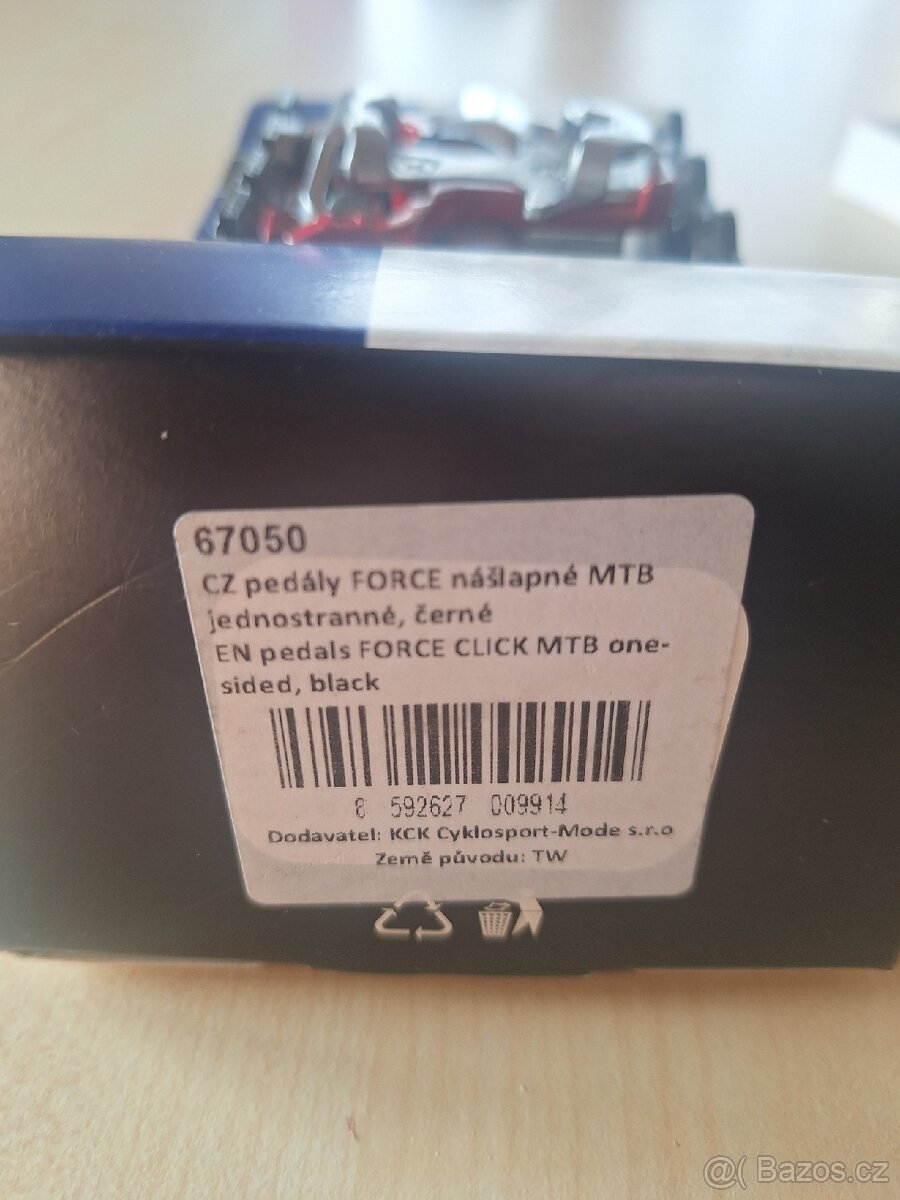 67050
CZ pedály FORCE nášlapné MTB
jednostranné, černé
EN pedals FORCE CLICK MTB one-
sided, black
8 592627 009914
Dodavatel: KCK Cyklosport-Mode s.r.o
Země původu: TW
@( Bazos.cz